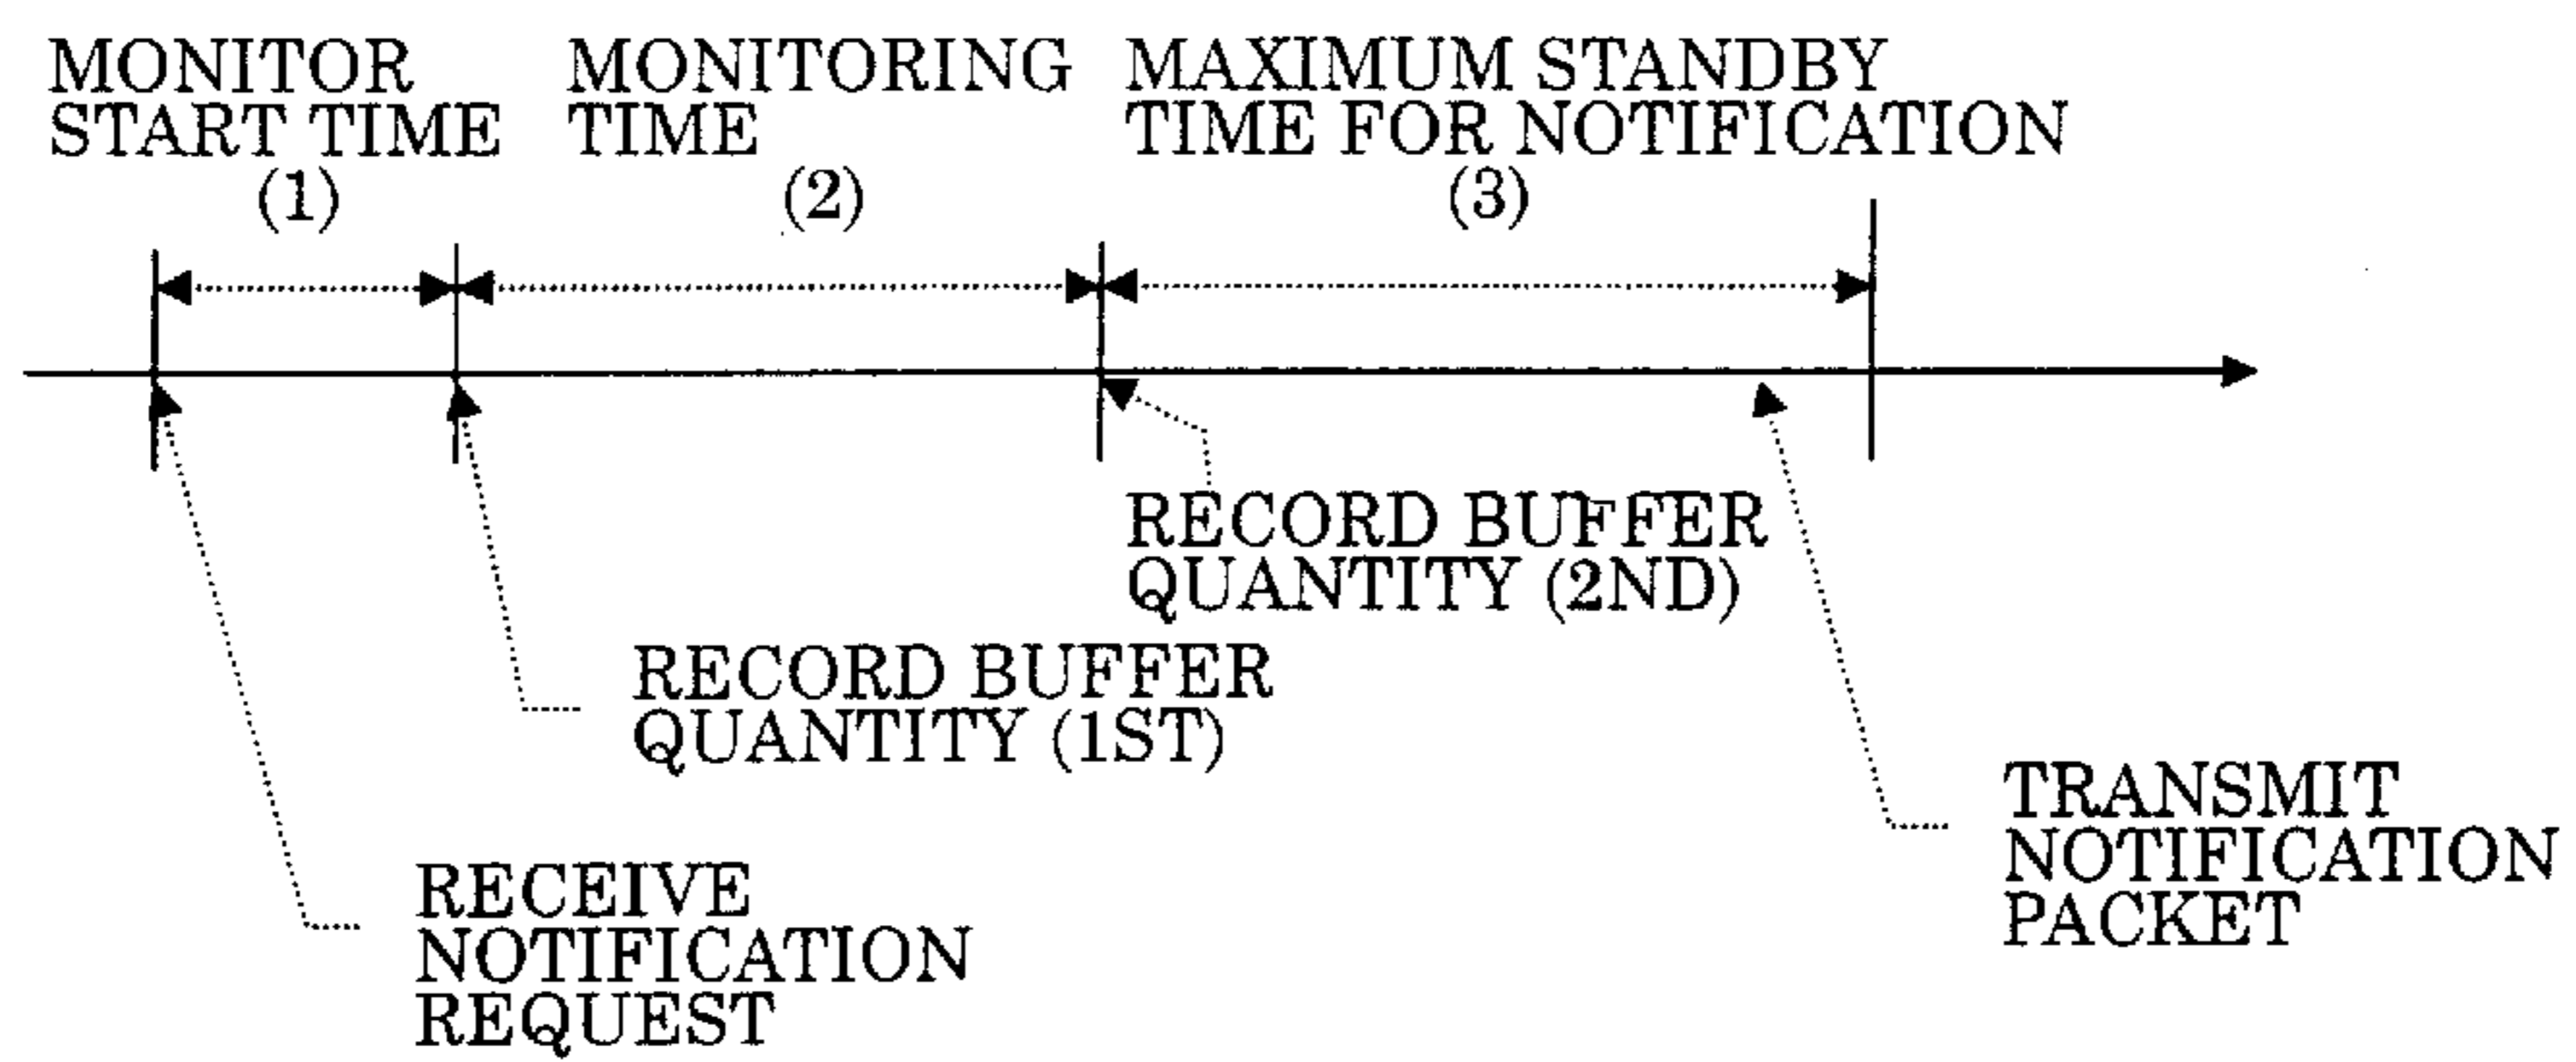 MONITOR
START TIME
(1)
MONITORING
TIME
(2)
MAXIMUM STANDBY
TIME FOR NOTIFICATION
(3)
RECORD BUFFER
QUANTITY (2ND)
RECORD BUFFER
QUANTITY (1ST)
TRANSMIT
NOTIFICATION
PACKET
RECEIVE
NOTIFICATION
REQUEST